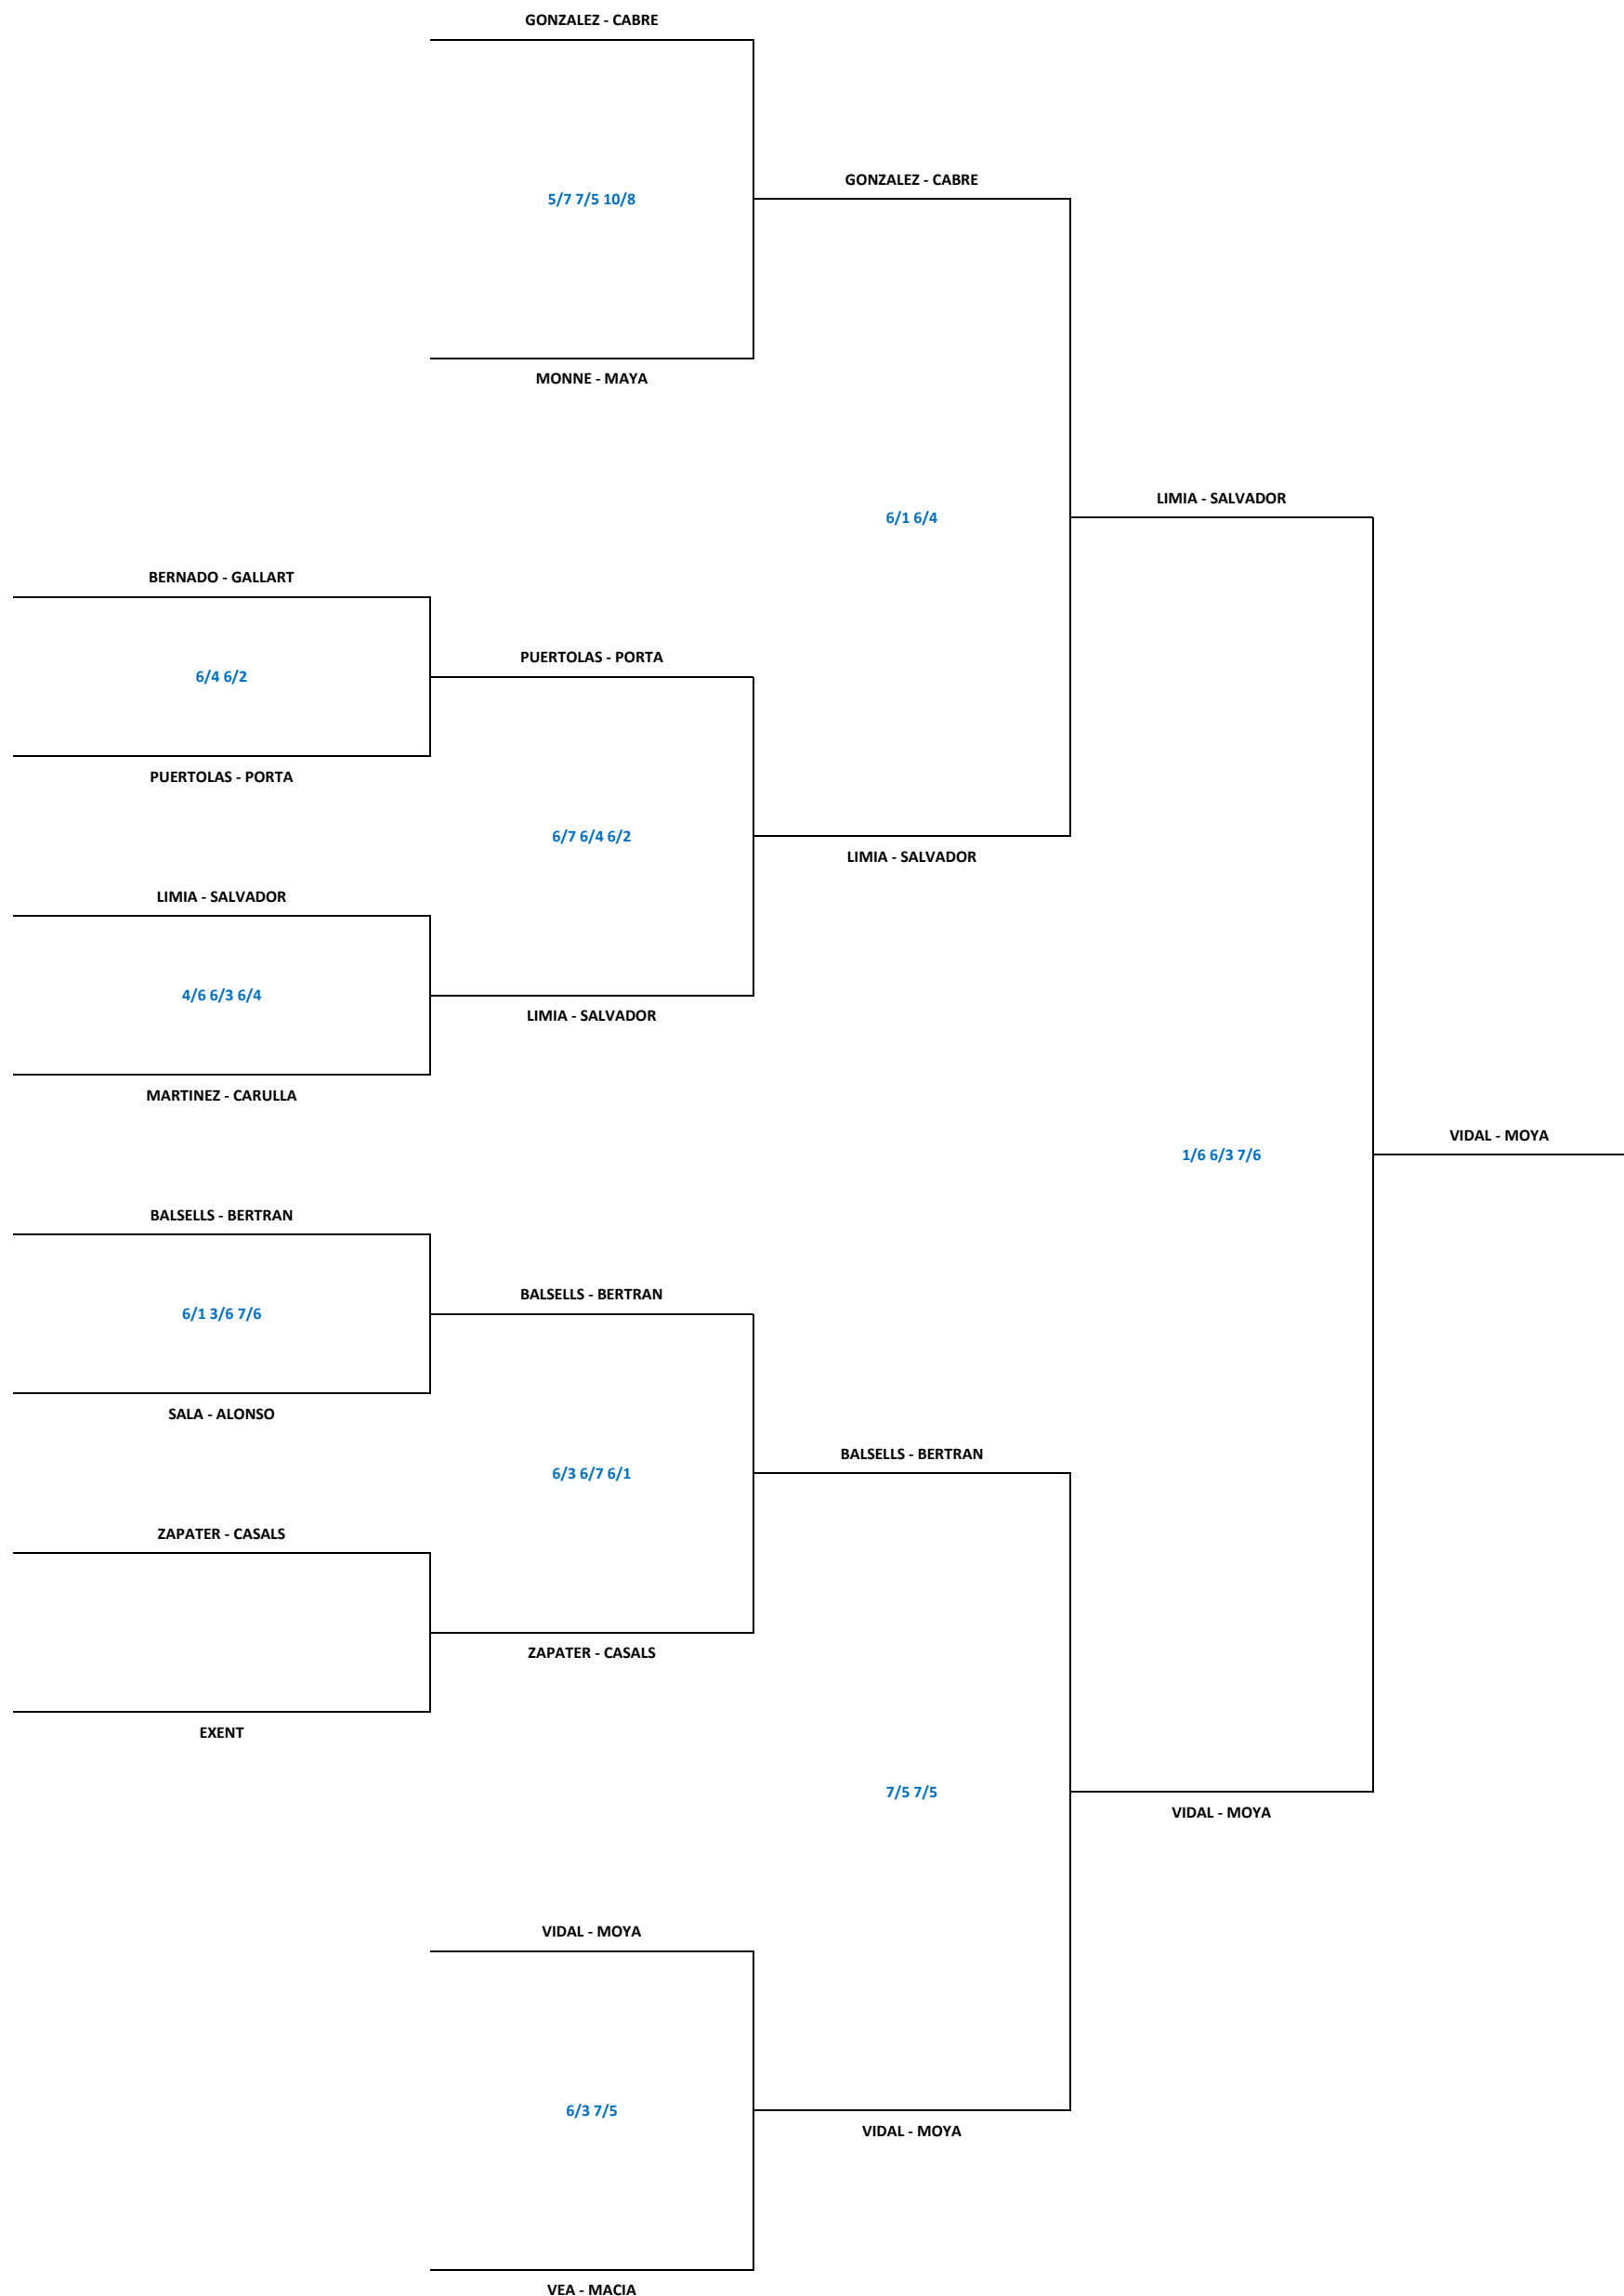 GONZALEZ - CABRE
GONZALEZ - CABRE
5/7 7/5 10/8
MONNE - MAYA
LIMIA - SALVADOR
6/1 6/4
BERNADO - GALLART
PUERTOLAS - PORTA
6/4 6/2
PUERTOLAS - PORTA
6/7 6/4 6/2
LIMIA - SALVADOR
LIMIA - SALVADOR
4/6 6/3 6/4
LIMIA - SALVADOR
MARTINEZ - CARULLA
VIDAL - MOYA
1/6 6/3 7/6
BALSELLS - BERTRAN
BALSELLS - BERTRAN
6/1 3/6 7/6
SALA - ALONSO
BALSELLS - BERTRAN
6/3 6/7 6/1
ZAPATER - CASALS
ZAPATER - CASALS
EXENT
7/5 7/5
VIDAL - MOYA
VIDAL - MOYA
6/3 7/5
VIDAL - MOYA
VEA - MACIA